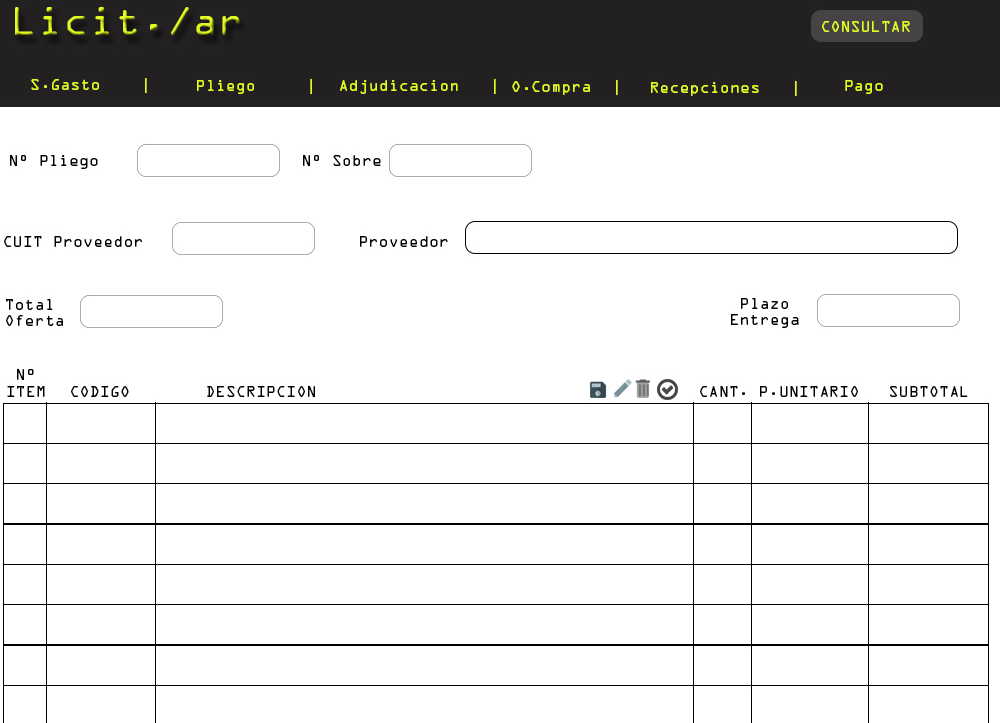 Licit./ar
CONSULTAR
S.Gasto | Pliego | Adjudicacion | O.Compra | Recepciones | Pago
Nº Pliego Nº Sobre
CUIT Proveedor Proveedor
Total
Oferta
Plazo
Entrega
Nº
ITEM CODIGO DESCRIPCION CANT. P.UNITARIO SUBTOTAL